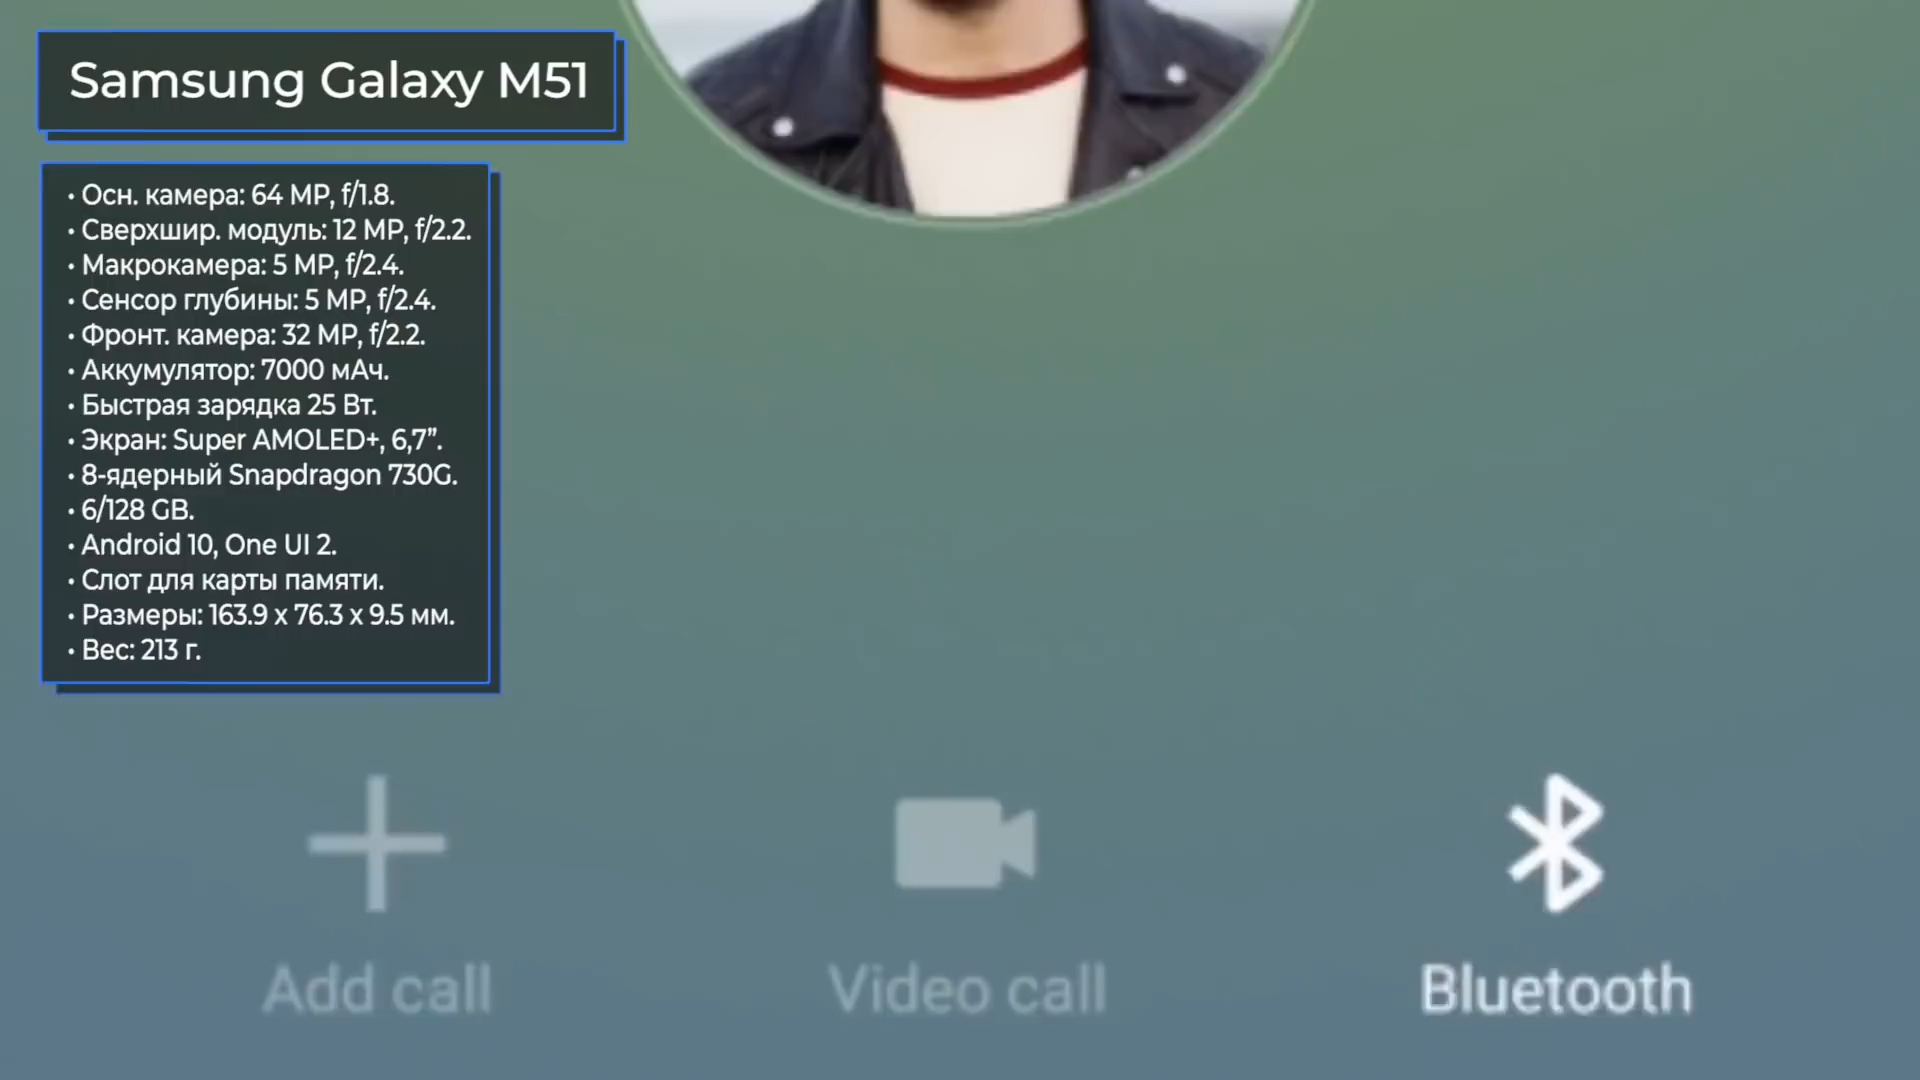 Samsung Galaxy M51
• Осн. камера: 64 MP, f/1.8.
• Сверхшир. модуль: 12 MP, f/2.2.
• Макрокамера: 5 MP, f/2.4.
• Сенсор глубины: 5 MP, f/2.4.
• Фронт. камера: 32 MP, f/2.2.
• Аккумулятор: 7000 мАч.
• Быстрая зарядка 25 Вт.
• Экран: Super AMOLED+, 6,7”.
• 8-ядерный Snapdragon 730G.
• 6/128 GB.
• Android 10, One UI 2.
• Слот для карты памяти.
• Размеры: 163.9 x 76.3 x 9.5 мм.
• Вес: 213 г.
Add call
Video call
Bluetooth